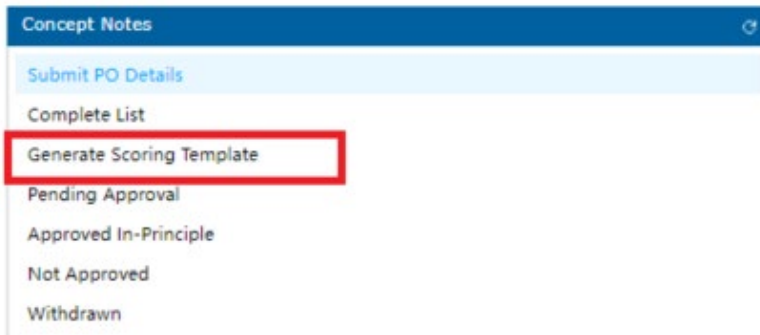 Concept Notes
Submit PO Details
Complete List
Generate Scoring Template
Pending Approval
Approved In-Principle
Not Approved
Withdrawn